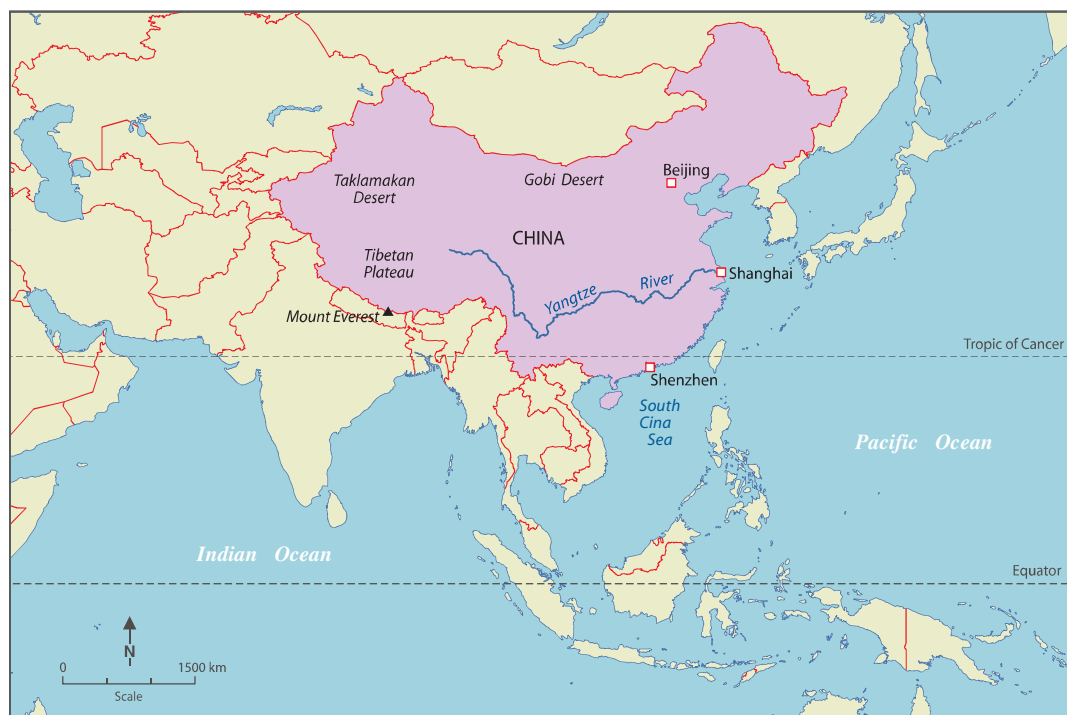 Taklamakan
Desert
Gobi Desert
Beijing
CHINA
Tibetan
Plateau
Yangtze
River
Shanghai
Mount Everest
Tropic of Cancer
Shenzhen
South
Cina
Sea
Pacific Ocean
Indian Ocean
Equator
N
0
1500 km
Scale